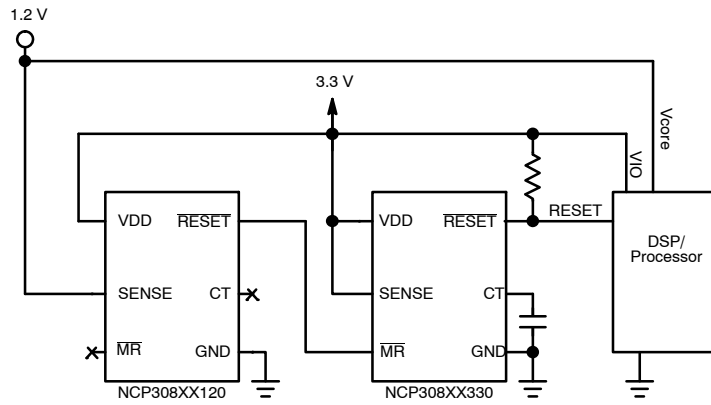 1.2 V
3.3 V
Vcore
VIO
VDD
RESET
SENSE
CT
MR
GND
NCP308XX120
VDD
RESET
SENSE
CT
MR
GND
NCP308XX330
RESET
DSP/
Processor